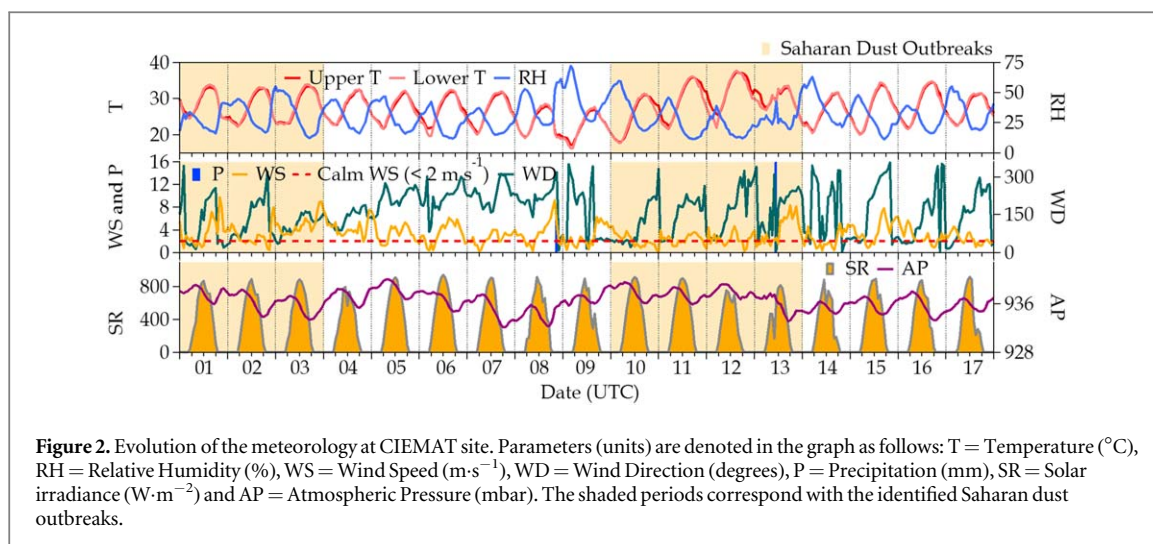 Saharan Dust Outbreaks
40
30
20
T
Upper T Lower T RH
75
50
25
0
RH
16
12
8
4
0
WS and P
P WS Calm WS (< 2 m s⁻¹) WD
300
150
0
WD
800
400
0
SR
SR AP
936
928
AP
01 02 03 04 05 06 07 08 09 10 11 12 13 14 15 16 17
Date (UTC)
Figure 2. Evolution of the meteorology at CIEMAT site. Parameters (units) are denoted in the graph as follows: T = Temperature (°C),
RH = Relative Humidity (%), WS = Wind Speed (m·s⁻¹), WD = Wind Direction (degrees), P = Precipitation (mm), SR = Solar
irradiance (W·m⁻²) and AP = Atmospheric Pressure (mbar). The shaded periods correspond with the identified Saharan dust
outbreaks.